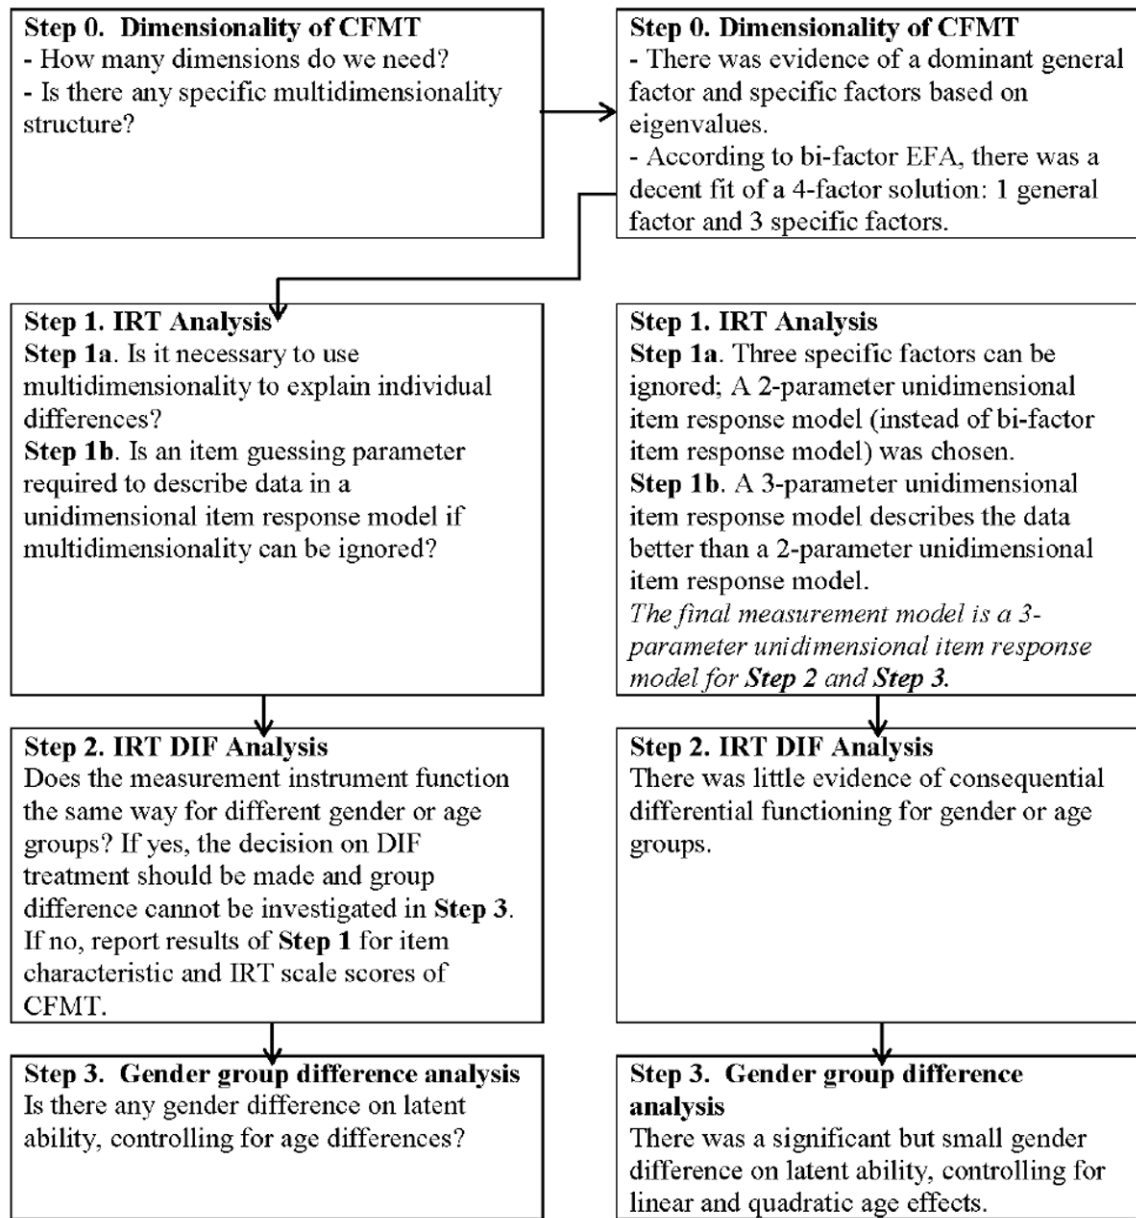 Step 0.  Dimensionality of CFMT
- How many dimensions do we need?
- Is there any specific multidimensionality
structure?
Step 0. Dimensionality of CFMT
- There was evidence of a dominant general
factor and specific factors based on
eigenvalues.
- According to bi-factor EFA, there was a
decent fit of a 4-factor solution: 1 general
factor and 3 specific factors.
Step 1. IRT Analysis
Step 1a. Is it necessary to use
multidimensionality to explain individual
differences?
Step 1b. Is an item guessing parameter
required to describe data in a
unidimensional item response model if
multidimensionality can be ignored?
Step 1. IRT Analysis
Step 1a. Three specific factors can be
ignored; A 2-parameter unidimensional
item response model (instead of bi-factor
item response model) was chosen.
Step 1b. A 3-parameter unidimensional
item response model describes the data
better than a 2-parameter unidimensional
item response model.
The final measurement model is a 3-
parameter unidimensional item response
model for Step 2 and Step 3.
Step 2. IRT DIF Analysis
Does the measurement instrument function
the same way for different gender or age
groups? If yes, the decision on DIF
treatment should be made and group
difference cannot be investigated in Step 3.
If no, report results of Step 1 for item
characteristic and IRT scale scores of
CFMT.
Step 2. IRT DIF Analysis
There was little evidence of consequential
differential functioning for gender or age
groups.
Step 3.  Gender group difference analysis
Is there any gender difference on latent
ability, controlling for age differences?
Step 3.  Gender group difference
analysis
There was a significant but small gender
difference on latent ability, controlling for
linear and quadratic age effects.